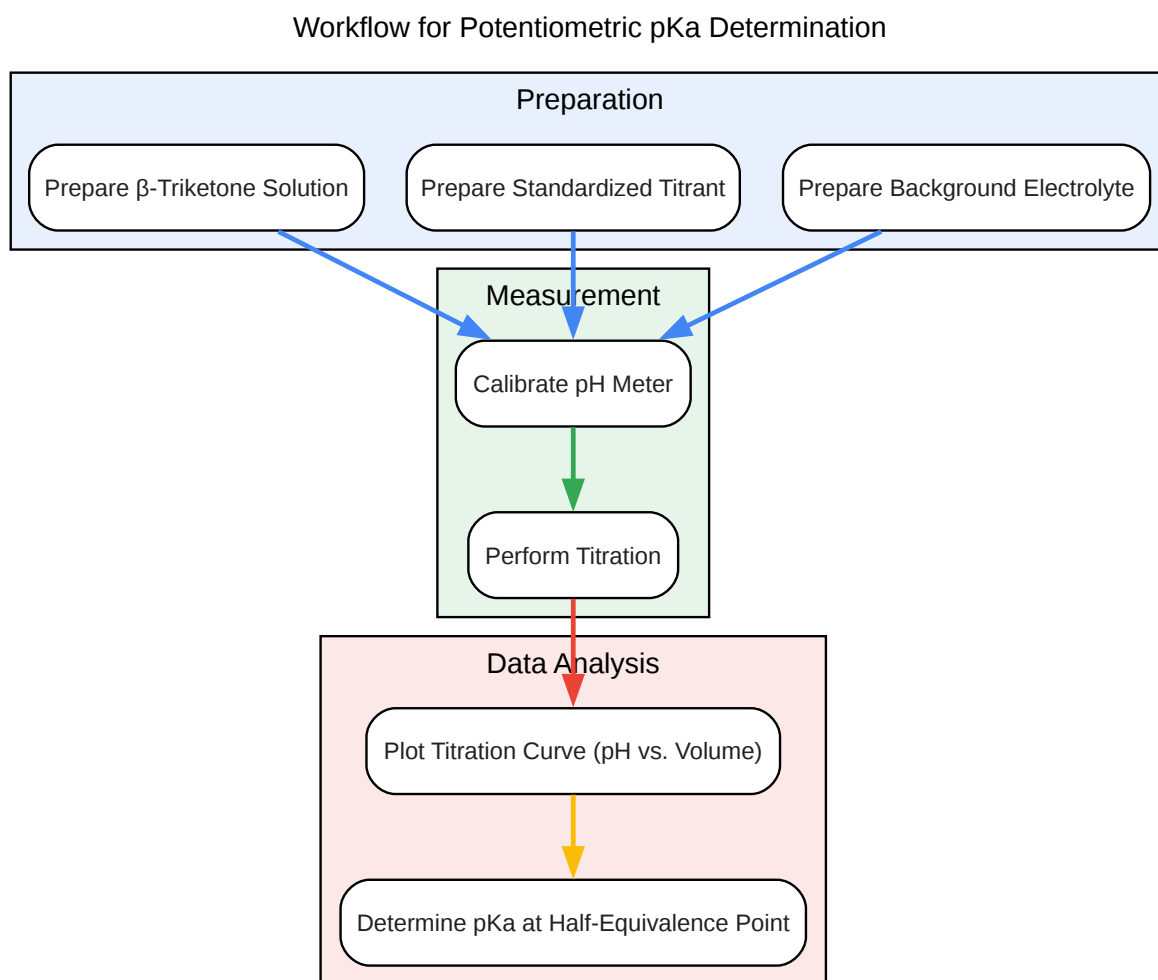 Workflow for Potentiometric pKa Determination
Preparation
Prepare β-Triketone Solution
Prepare Standardized Titrant
Prepare Background Electrolyte
Measurement
Calibrate pH Meter
Perform Titration
Data Analysis
Plot Titration Curve (pH vs. Volume)
Determine pKa at Half-Equivalence Point